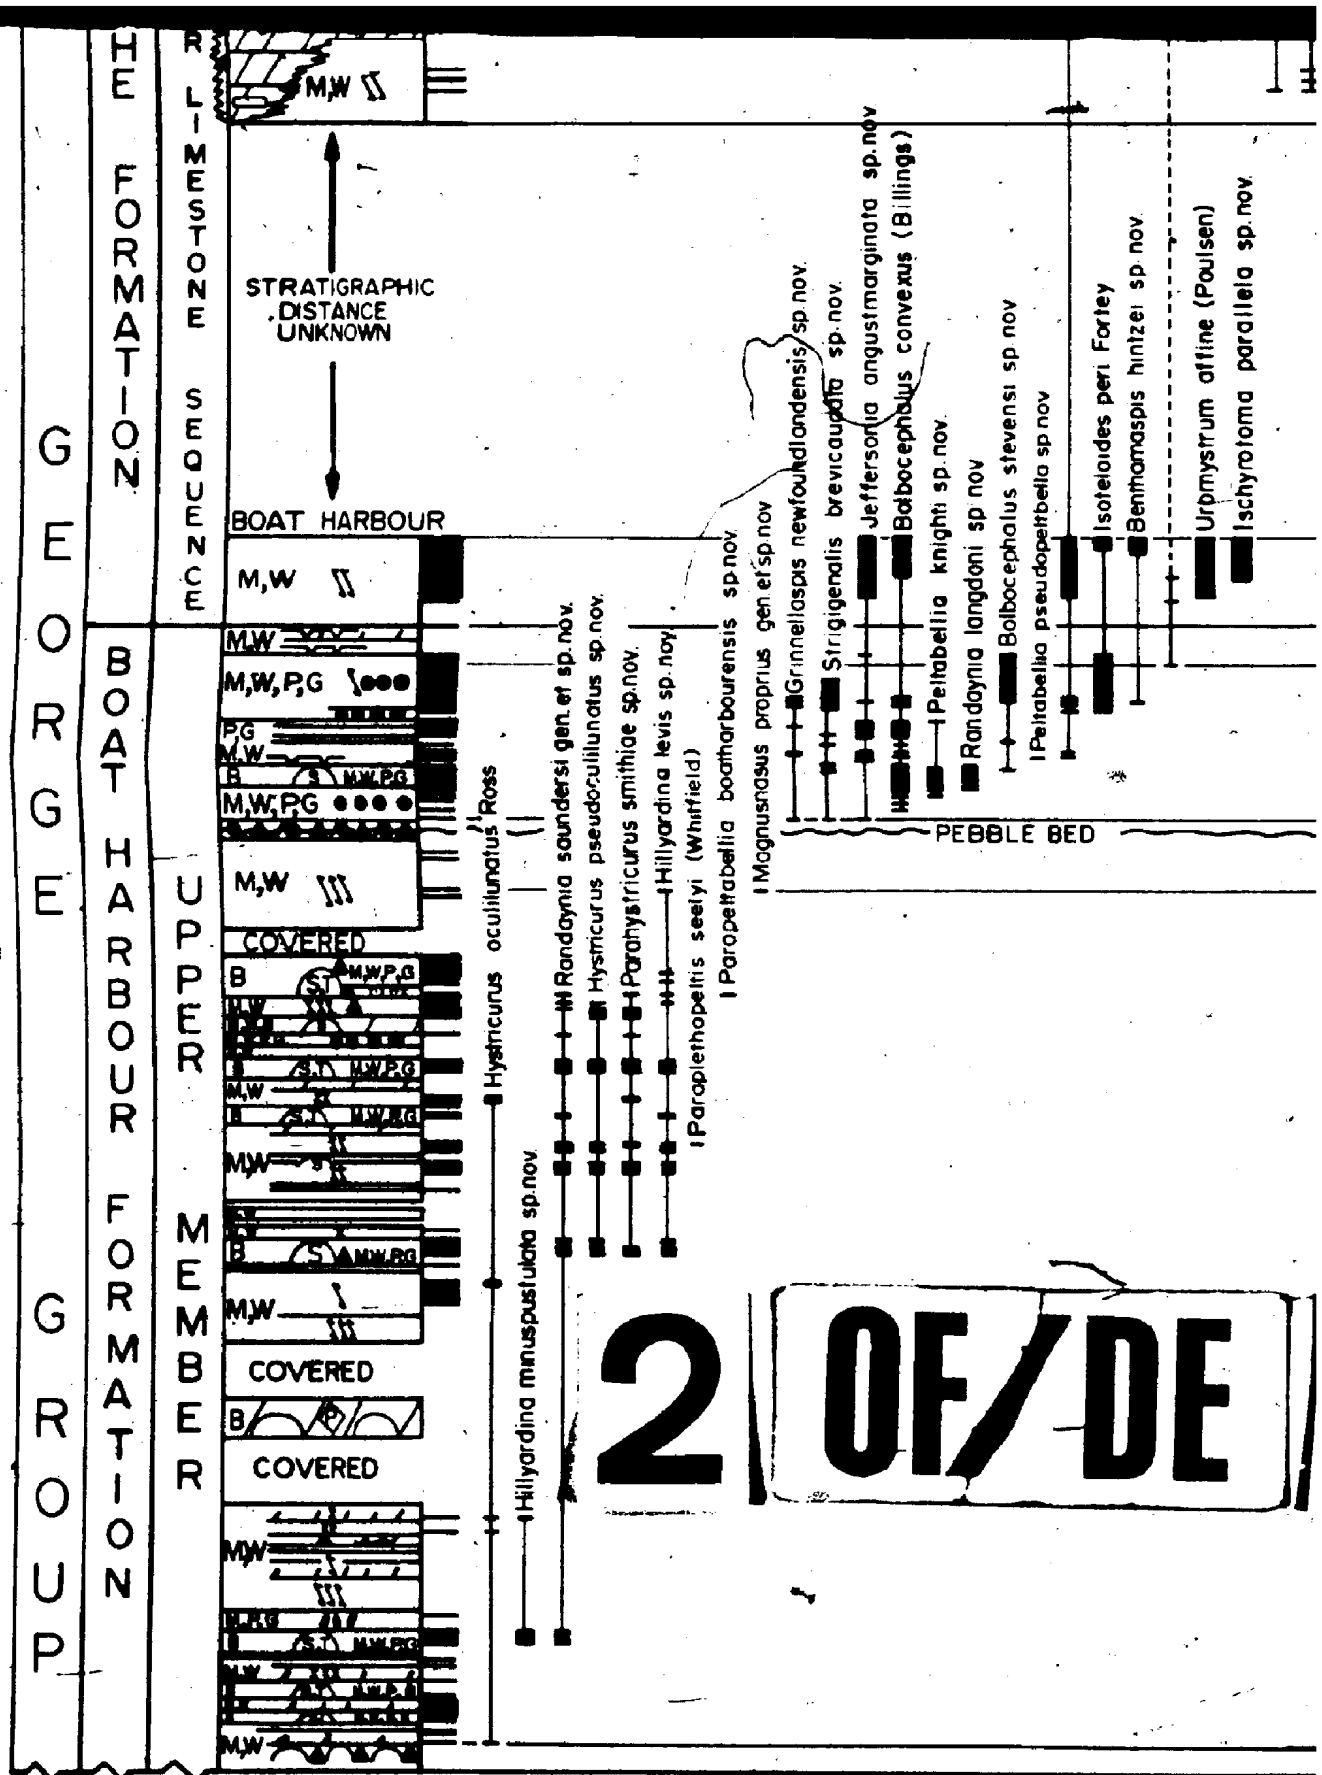 GEORGE GROUP
HE FORMATION
BOAT HARBOUR FORMATION
R LIMESTONE SEQUENCE
UPPER MEMBER
M,W
STRATIGRAPHIC
DISTANCE
UNKNOWN
BOAT HARBOUR
M,W
M,W
M,W,P,G
P,G
M,W
B S M,W,P,G
M,W,P,G
M,W
COVERED
B S,T M,W,P,G
M,W
B S,T M,W,P,G
M,W
B S,T M,W,P,G
M,W S
B S M,W,P,G
M,W
COVERED
B P
COVERED
M,W
M,P,G
S,T M,W,P,G
M,W
M,W
Hystricurus oculilunatus Ross
Hillyardina minuspustulata sp.nov.
Randaynia saundersi gen.et sp.nov.
Hystricurus pseudoculilunatus sp.nov.
Parahystricurus smithiae sp.nov.
Hillyardina levis sp.nov.
Paraplethopeltis seelyi (Whitfield)
Parapeltabellia boatharbourensis sp.nov.
Magnusnasus proprius gen.et sp.nov
Grinnellaspis newfoundlandensis sp.nov.
Strigigenalis brevicaudata sp.nov.
Jeffersonia angustmarginata sp.nov
Bolbocephalus convexus (Billings)
Peltabellia knighti sp.nov.
Randaynia langdoni sp nov
Bolbocephalus stevensi sp nov
Peltabellia pseudopeltbella sp nov
Isoteloides peri Fortey
Benthamaspis hintzei sp.nov.
Uromystrum affine (Poulsen)
Ischyrotoma parallela sp.nov.
PEBBLE BED
2 OF/DE